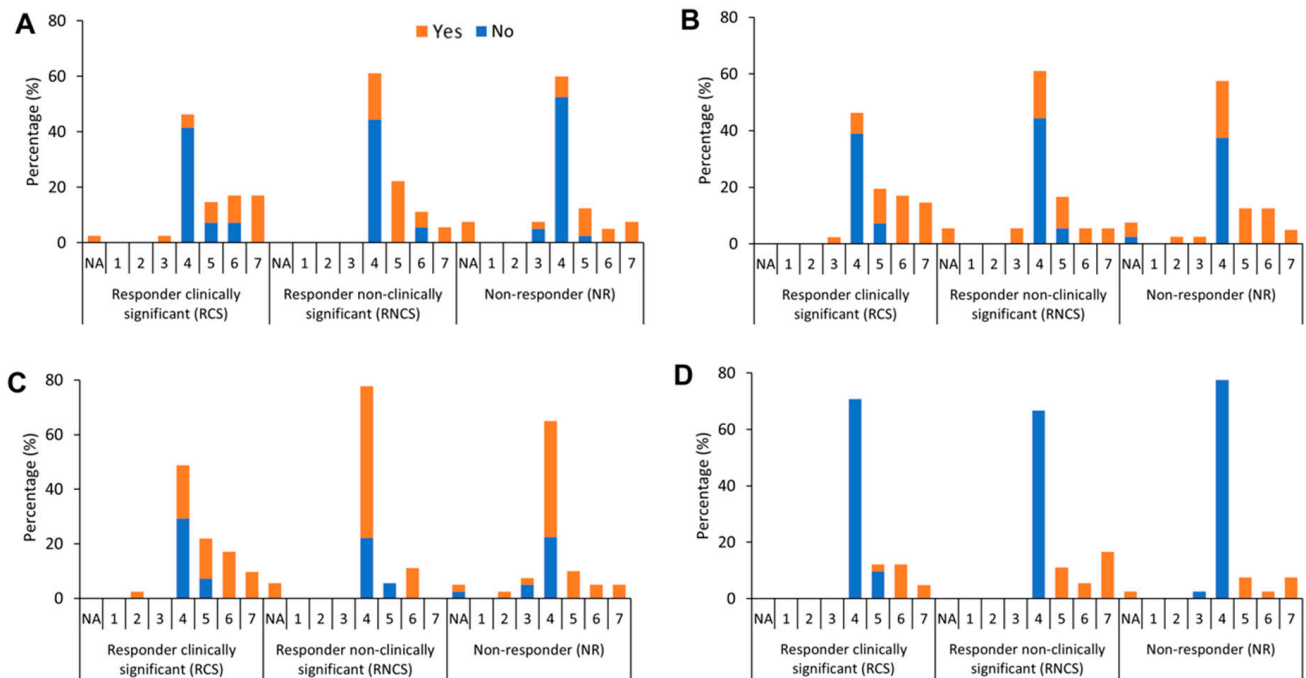 A
Yes No
80
60
40
20
0
Percentage (%)
NA 1 2 3 4 5 6 7 NA 1 2 3 4 5 6 7 NA 1 2 3 4 5 6 7
Responder clinically significant (RCS)
Responder non-clinically significant (RNCS)
Non-responder (NR)
B
80
60
40
20
0
Percentage (%)
NA 1 2 3 4 5 6 7 NA 1 2 3 4 5 6 7 NA 1 2 3 4 5 6 7
Responder clinically significant (RCS)
Responder non-clinically significant (RNCS)
Non-responder (NR)
C
80
60
40
20
0
Percentage (%)
NA 1 2 3 4 5 6 7 NA 1 2 3 4 5 6 7 NA 1 2 3 4 5 6 7
Responder clinically significant (RCS)
Responder non-clinically significant (RNCS)
Non-responder (NR)
D
80
60
40
20
0
Percentage (%)
NA 1 2 3 4 5 6 7 NA 1 2 3 4 5 6 7 NA 1 2 3 4 5 6 7
Responder clinically significant (RCS)
Responder non-clinically significant (RNCS)
Non-responder (NR)